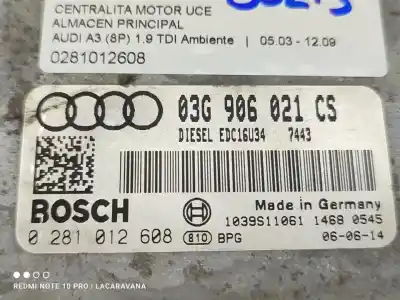 CENTRALITA MOTOR UCE
ALMACEN PRINCIPAL
AUDI A3 (8P) 1.9 TDI Ambiente | 05.03 - 12.09
0281012608
03G 906 021 CS
DIESEL EDC16U34 7443
BOSCH
Made in Germany
1039S11061 1468 0545
0 281 012 608 810 BPG 06-06-14
REDMI NOTE 10 PRO | LACARAVANA